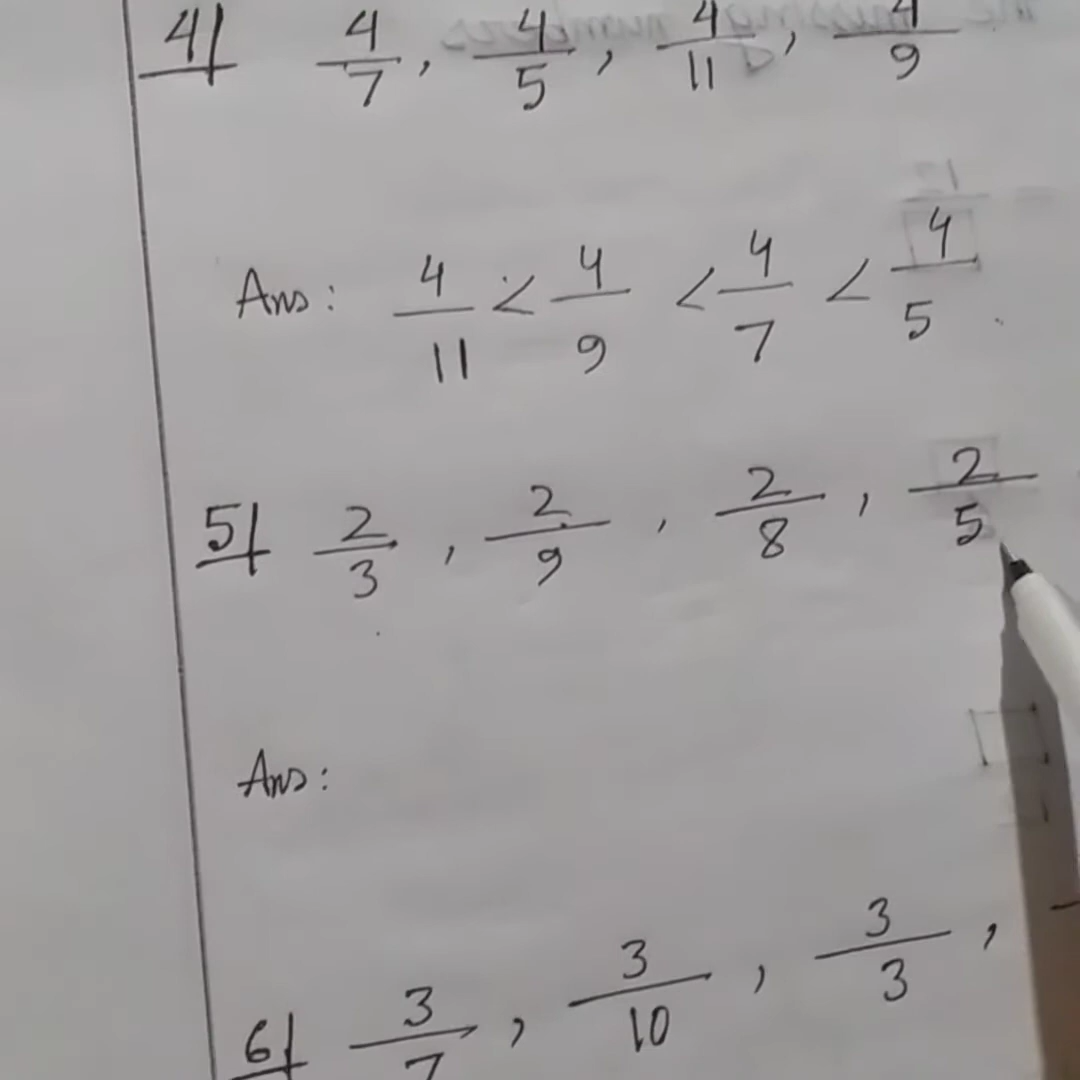 4) 4/7, 4/5, 4/11, 4/9
Ans: 4/11 < 4/9 < 4/7 < 4/5
5) 2/3, 2/9, 2/8, 2/5
Ans:
6) 3/7, 3/10, 3/3,